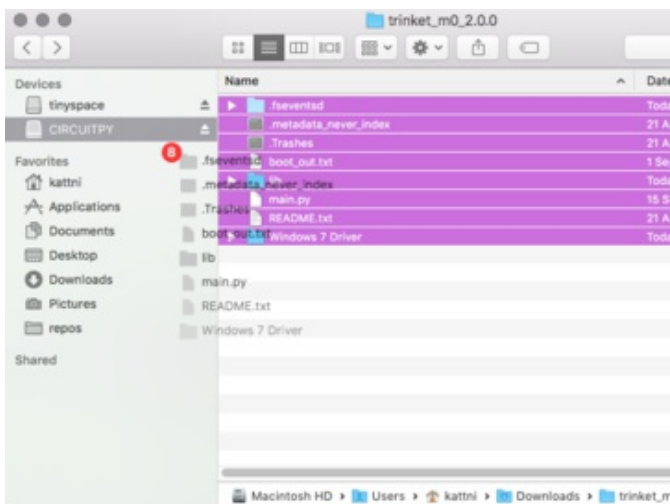 trinket_m0_2.0.0
Devices
tinyspace
CIRCUITPY
Favorites
kattni
Applications
Documents
Desktop
Downloads
Pictures
repos
Shared
Name
Date
.fseventsd Toda
.metadata_never_index 21 A
.Trashes 21 A
boot_out.txt 1 Se
lib Toda
main.py 15 S
README.txt 21 A
Windows 7 Driver Toda
8
.fseventsd
.metadata_never_index
.Trashes
boot_out.txt
lib
main.py
README.txt
Windows 7 Driver
Macintosh HD Users kattni Downloads trinket_m